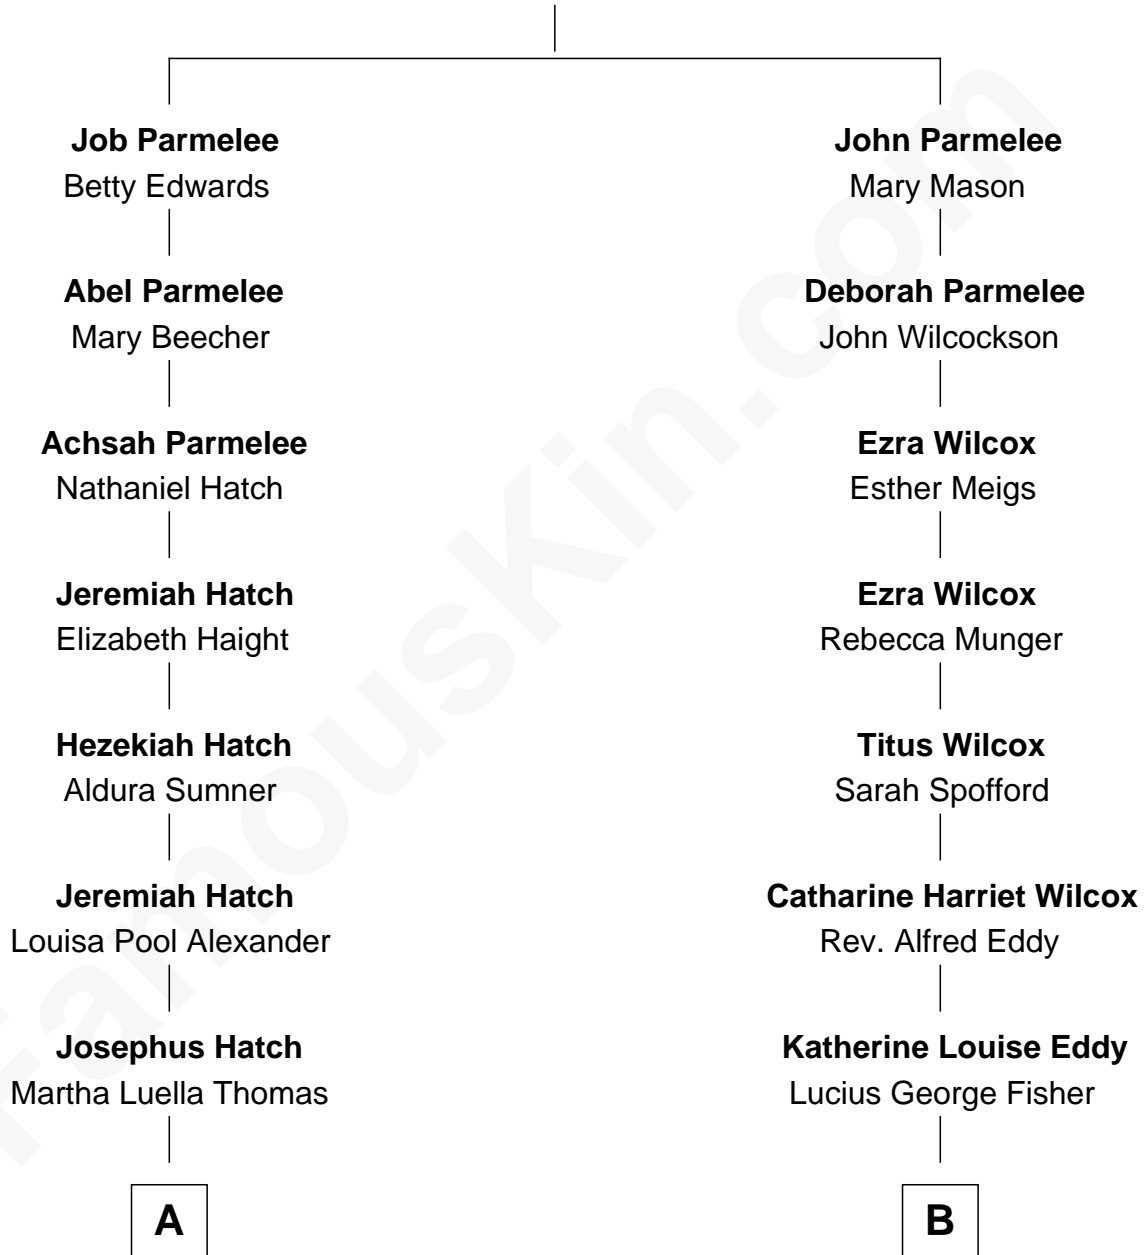 Job Parmelee
Betty Edwards
Abel Parmelee
Mary Beecher
Achsah Parmelee
Nathaniel Hatch
Jeremiah Hatch
Elizabeth Haight
Hezekiah Hatch
Aldura Sumner
Jeremiah Hatch
Louisa Pool Alexander
Josephus Hatch
Martha Luella Thomas
A
John Parmelee
Mary Mason
Deborah Parmelee
John Wilcockson
Ezra Wilcox
Esther Meigs
Ezra Wilcox
Rebecca Munger
Titus Wilcox
Sarah Spofford
Catharine Harriet Wilcox
Rev. Alfred Eddy
Katherine Louise Eddy
Lucius George Fisher
B
FamousKin.com